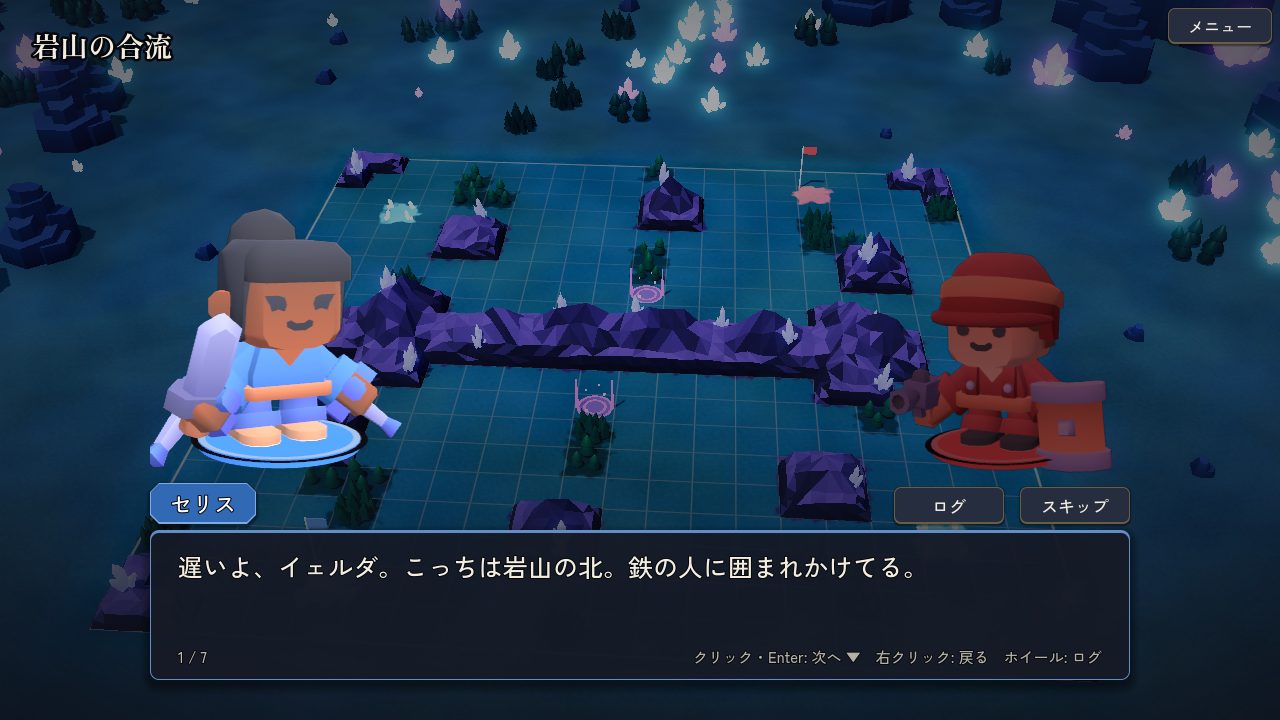 岩山の合流
メニュー
セリス
ログ
スキップ
遅いよ、イェルダ。こっちは岩山の北。鉄の人に囲まれかけてる。
1 / 7
クリック・Enter: 次へ ▼ 右クリック: 戻る ホイール: ログ